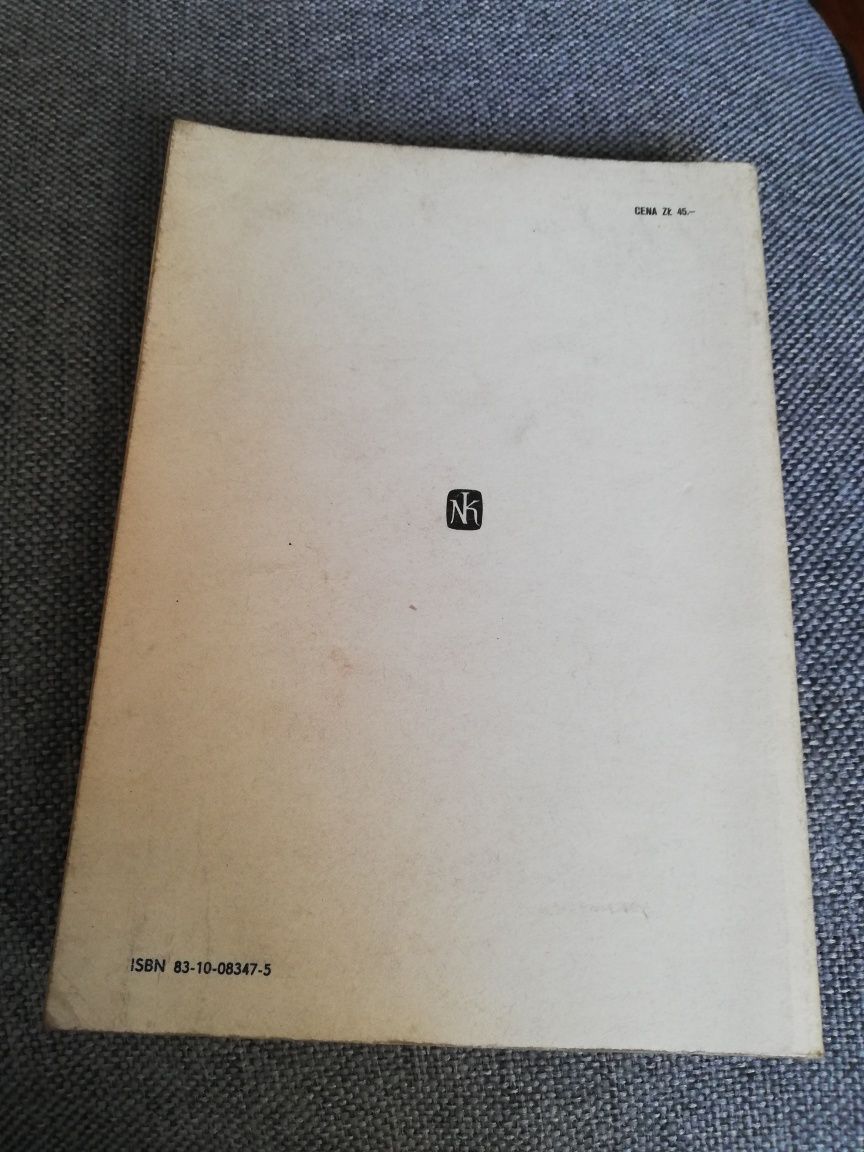 CENA ZŁ 45.—
NK
ISBN 83-10-08347-5